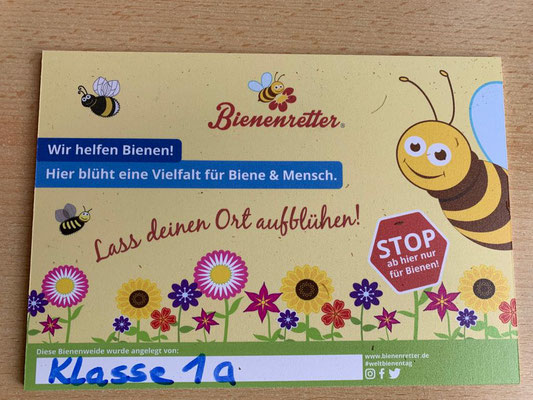 Bienenretter®
Wir helfen Bienen!
Hier blüht eine Vielfalt für Biene & Mensch.
Lass deinen Ort aufblühen!
STOP
ab hier nur
für Bienen!
Diese Bienenweide wurde angelegt von:
Klasse 1a
www.bienenretter.de
#weltbienentag